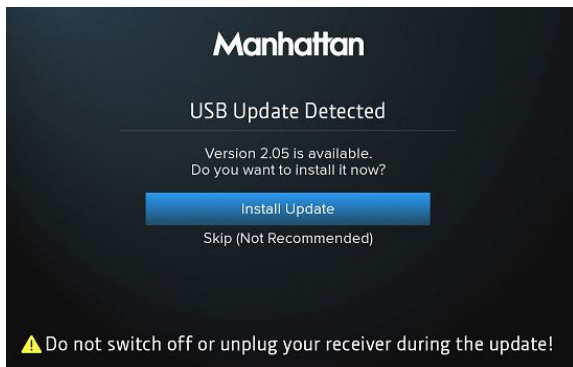 Manhattan
USB Update Detected
Version 2.05 is available.
Do you want to install it now?
Install Update
Skip (Not Recommended)
Do not switch off or unplug your receiver during the update!